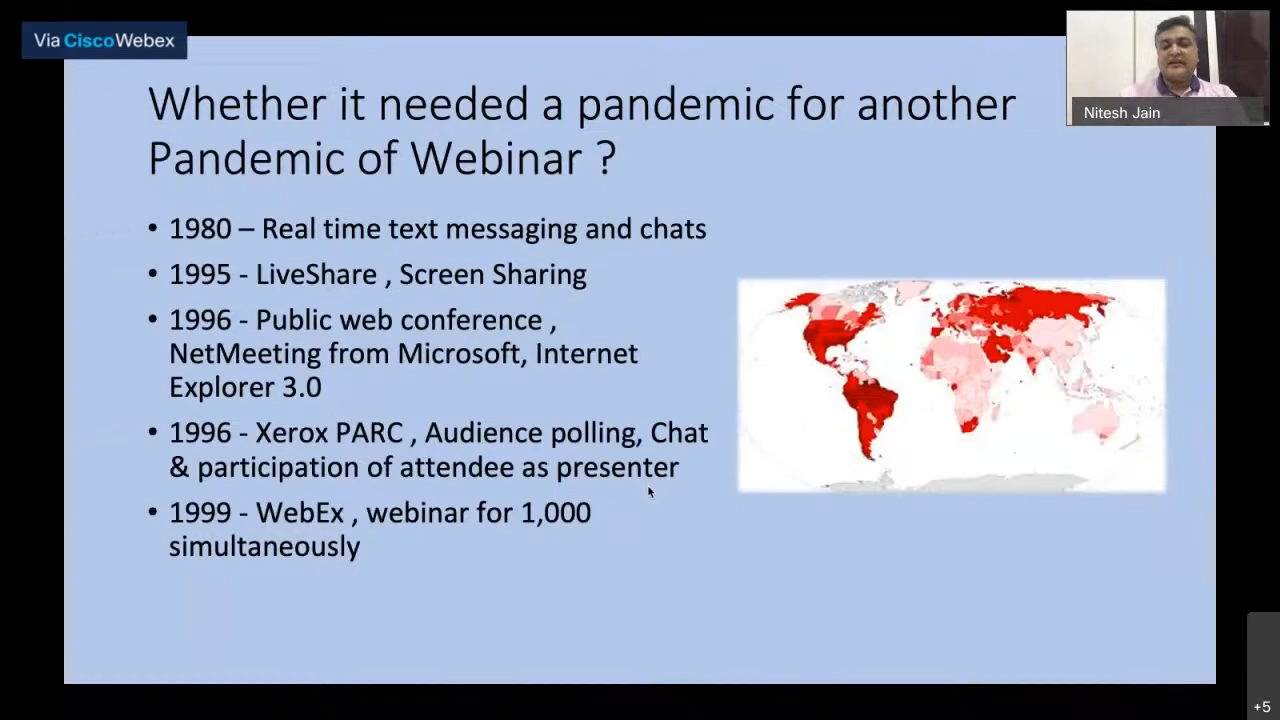 Via CiscoWebex
Nitesh Jain
Whether it needed a pandemic for another
Pandemic of Webinar ?
• 1980 – Real time text messaging and chats
• 1995 - LiveShare , Screen Sharing
• 1996 - Public web conference ,
NetMeeting from Microsoft, Internet
Explorer 3.0
• 1996 - Xerox PARC , Audience polling, Chat
& participation of attendee as presenter
• 1999 - WebEx , webinar for 1,000
simultaneously
+5